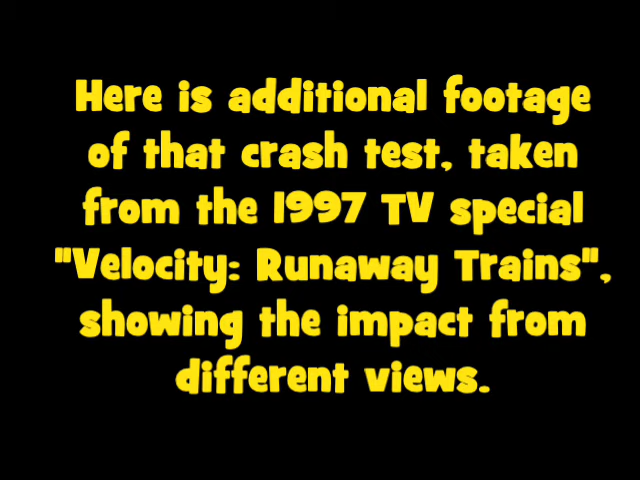 Here is additional footage
of that crash test, taken
from the 1997 TV special
"Velocity: Runaway Trains",
showing the impact from
different views.